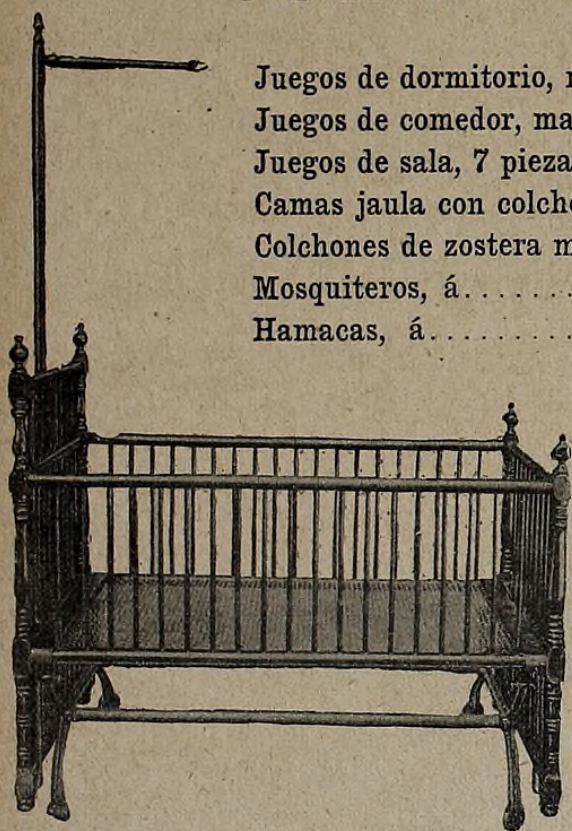 Juegos de dormitorio,
Juegos de comedor,
Juegos de sala, 7
Camas jaula con
Colchones de zostera
Mosquiteros, á........
Hamacas, á..........